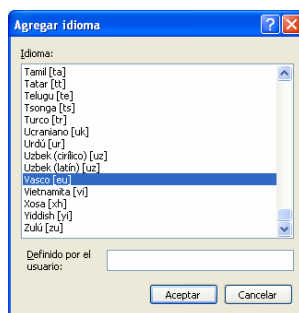 Agregar idioma
Idioma:
Tamil [ta]
Tatar [tt]
Telugu [te]
Tsonga [ts]
Turco [tr]
Ucraniano [uk]
Urdú [ur]
Uzbek (cirílico) [uz]
Uzbek (latín) [uz]
Vasco [eu]
Vietnamita [vi]
Xosa [xh]
Yiddish [yi]
Zulú [zu]
Definido por el
usuario:
Aceptar Cancelar